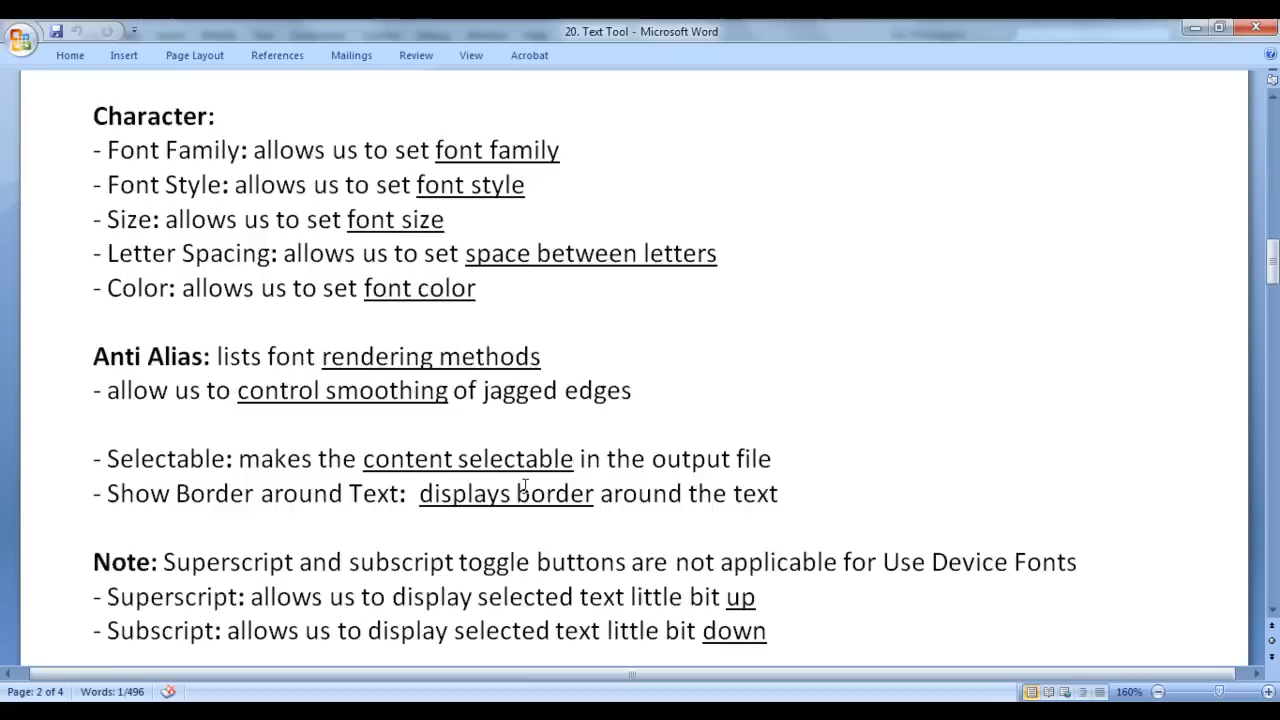 20. Text Tool - Microsoft Word
Home Insert Page Layout References Mailings Review View Acrobat
Character:
- Font Family: allows us to set font family
- Font Style: allows us to set font style
- Size: allows us to set font size
- Letter Spacing: allows us to set space between letters
- Color: allows us to set font color
Anti Alias: lists font rendering methods
- allow us to control smoothing of jagged edges
- Selectable: makes the content selectable in the output file
- Show Border around Text:  displays border around the text
Note: Superscript and subscript toggle buttons are not applicable for Use Device Fonts
- Superscript: allows us to display selected text little bit up
- Subscript: allows us to display selected text little bit down
Page: 2 of 4 Words: 1/496 160%